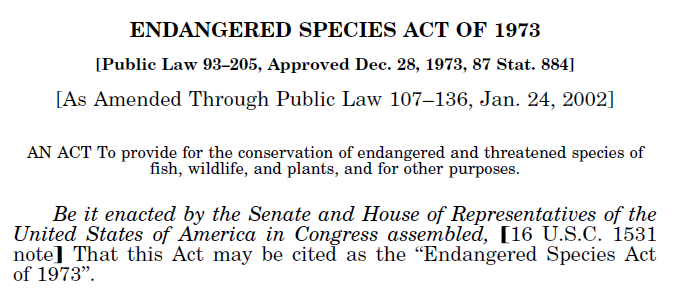 ENDANGERED SPECIES ACT OF 1973
[Public Law 93–205, Approved Dec. 28, 1973, 87 Stat. 884]
[As Amended Through Public Law 107–136, Jan. 24, 2002]
AN ACT To provide for the conservation of endangered and threatened species of
fish, wildlife, and plants, and for other purposes.
Be it enacted by the Senate and House of Representatives of the
United States of America in Congress assembled, [16 U.S.C. 1531
note] That this Act may be cited as the “Endangered Species Act
of 1973”.